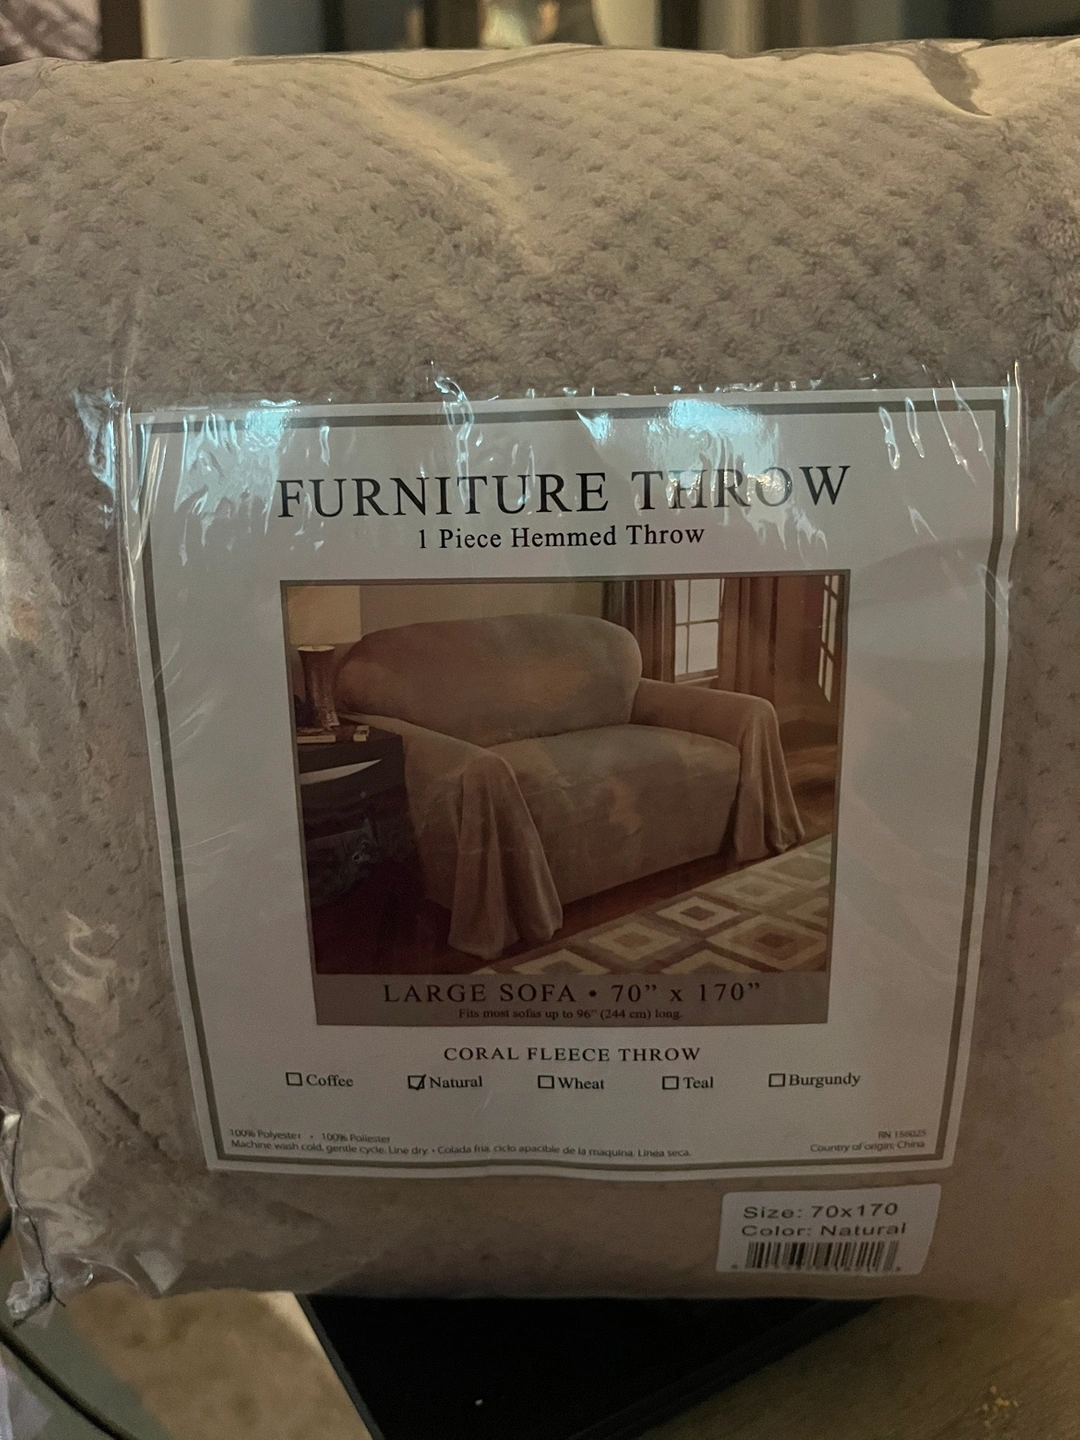 FURNITURE THROW
1 Piece Hemmed Throw
LARGE SOFA • 70” x 170”
Fits most sofas up to 96" (244 cm) long.
CORAL FLEECE THROW
Coffee Natural Wheat Teal Burgundy
100% Polyester • 100% Poliester
Machine wash cold, gentle cycle. Line dry. • Colada fria, ciclo apacible de la maquina. Linea seca.
RN 156025
Country of origin: China
Size: 70x170
Color: Natural